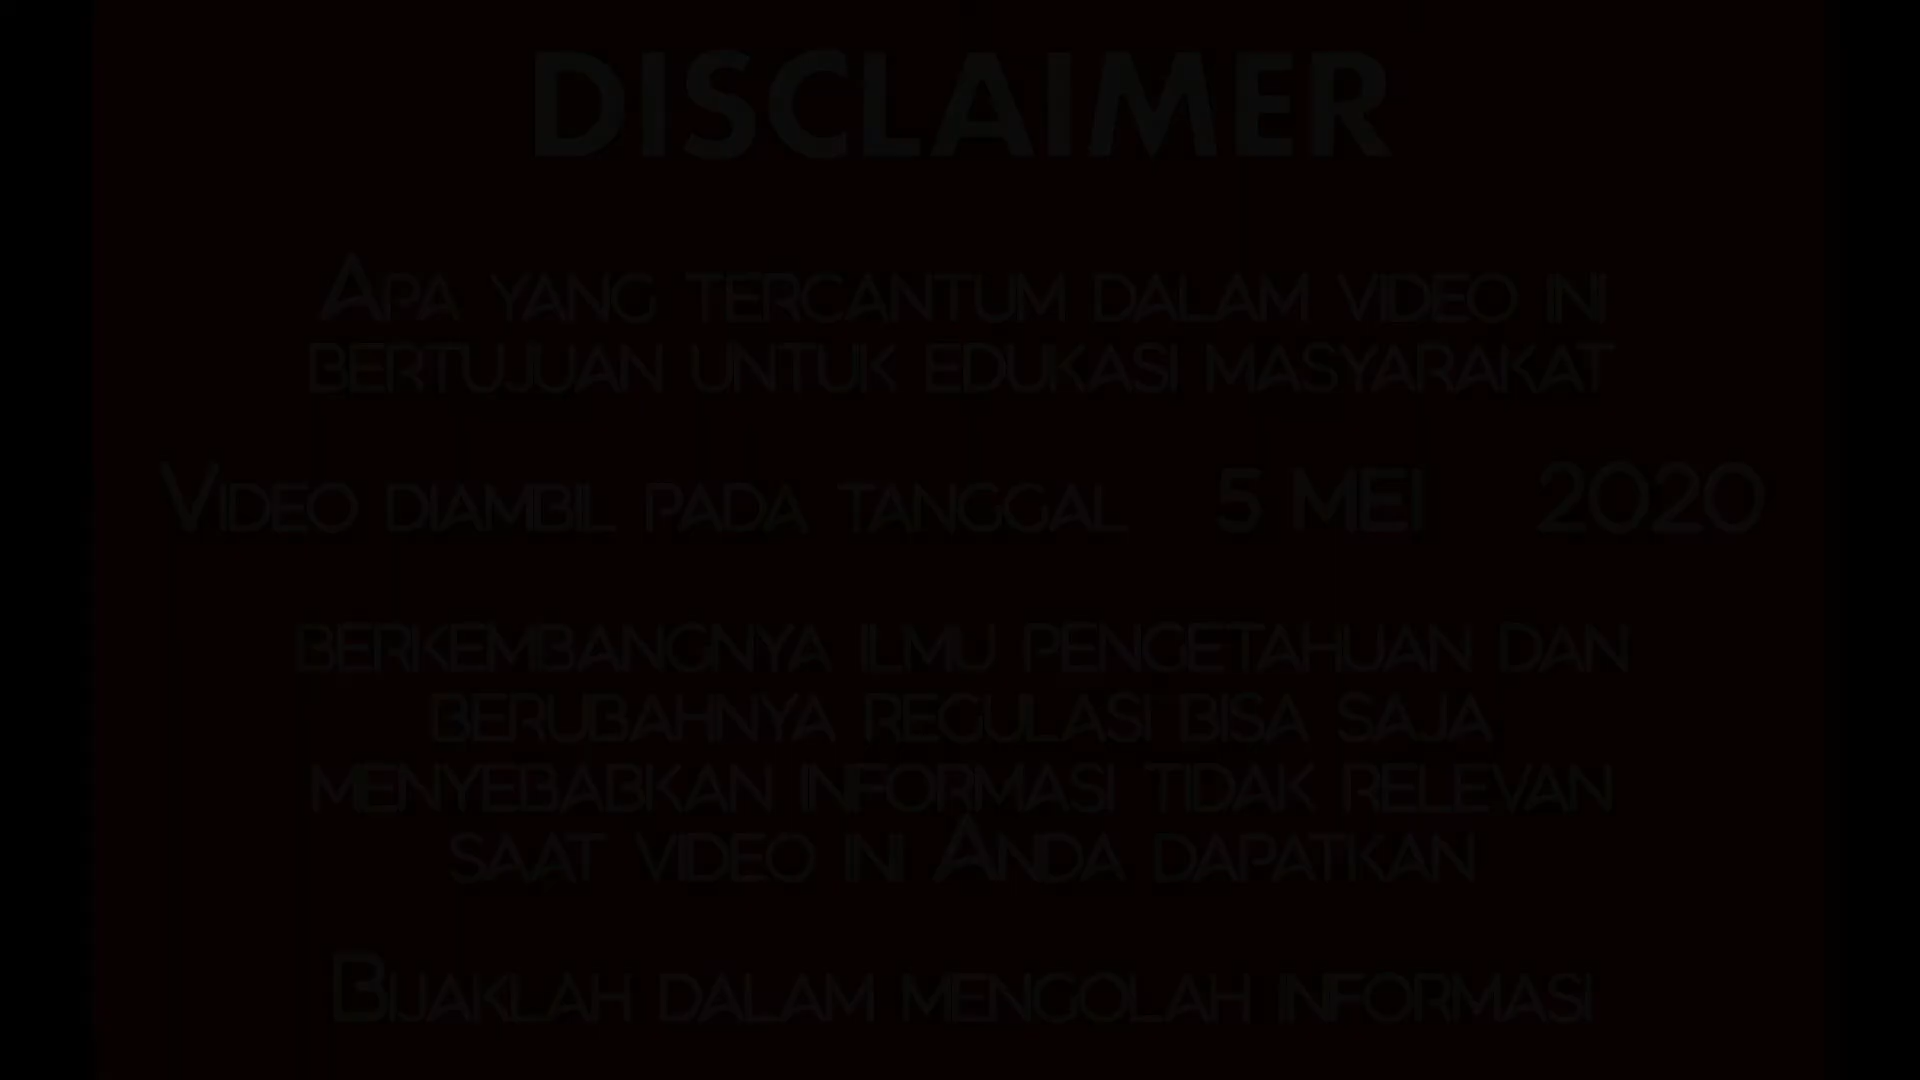 DISCLAIMER
Apa yang tercantum dalam video ini
bertujuan untuk edukasi masyarakat
Video diambil pada tanggal 5 MEI 2020
berkembangnya ilmu pengetahuan dan
berubahnya regulasi bisa saja
menyebabkan informasi tidak relevan
saat video ini Anda dapatkan
Bijaklah dalam mengolah informasi